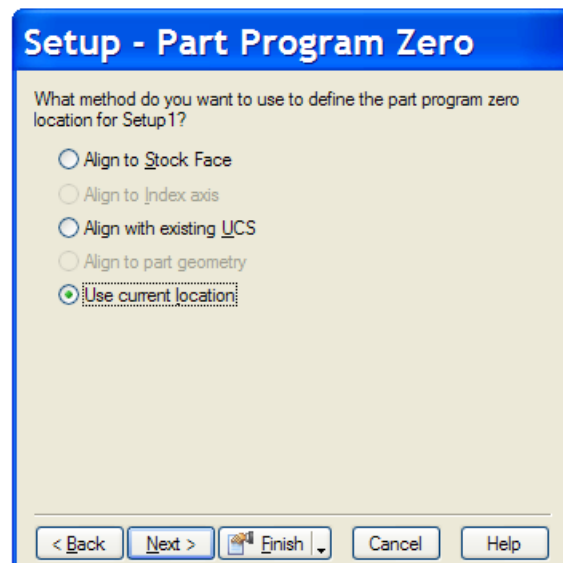 Setup - Part Program Zero
What method do you want to use to define the part program zero
location for Setup1?
Align to Stock Face
Align to Index axis
Align with existing UCS
Align to part geometry
Use current location
< Back Next > Finish Cancel Help